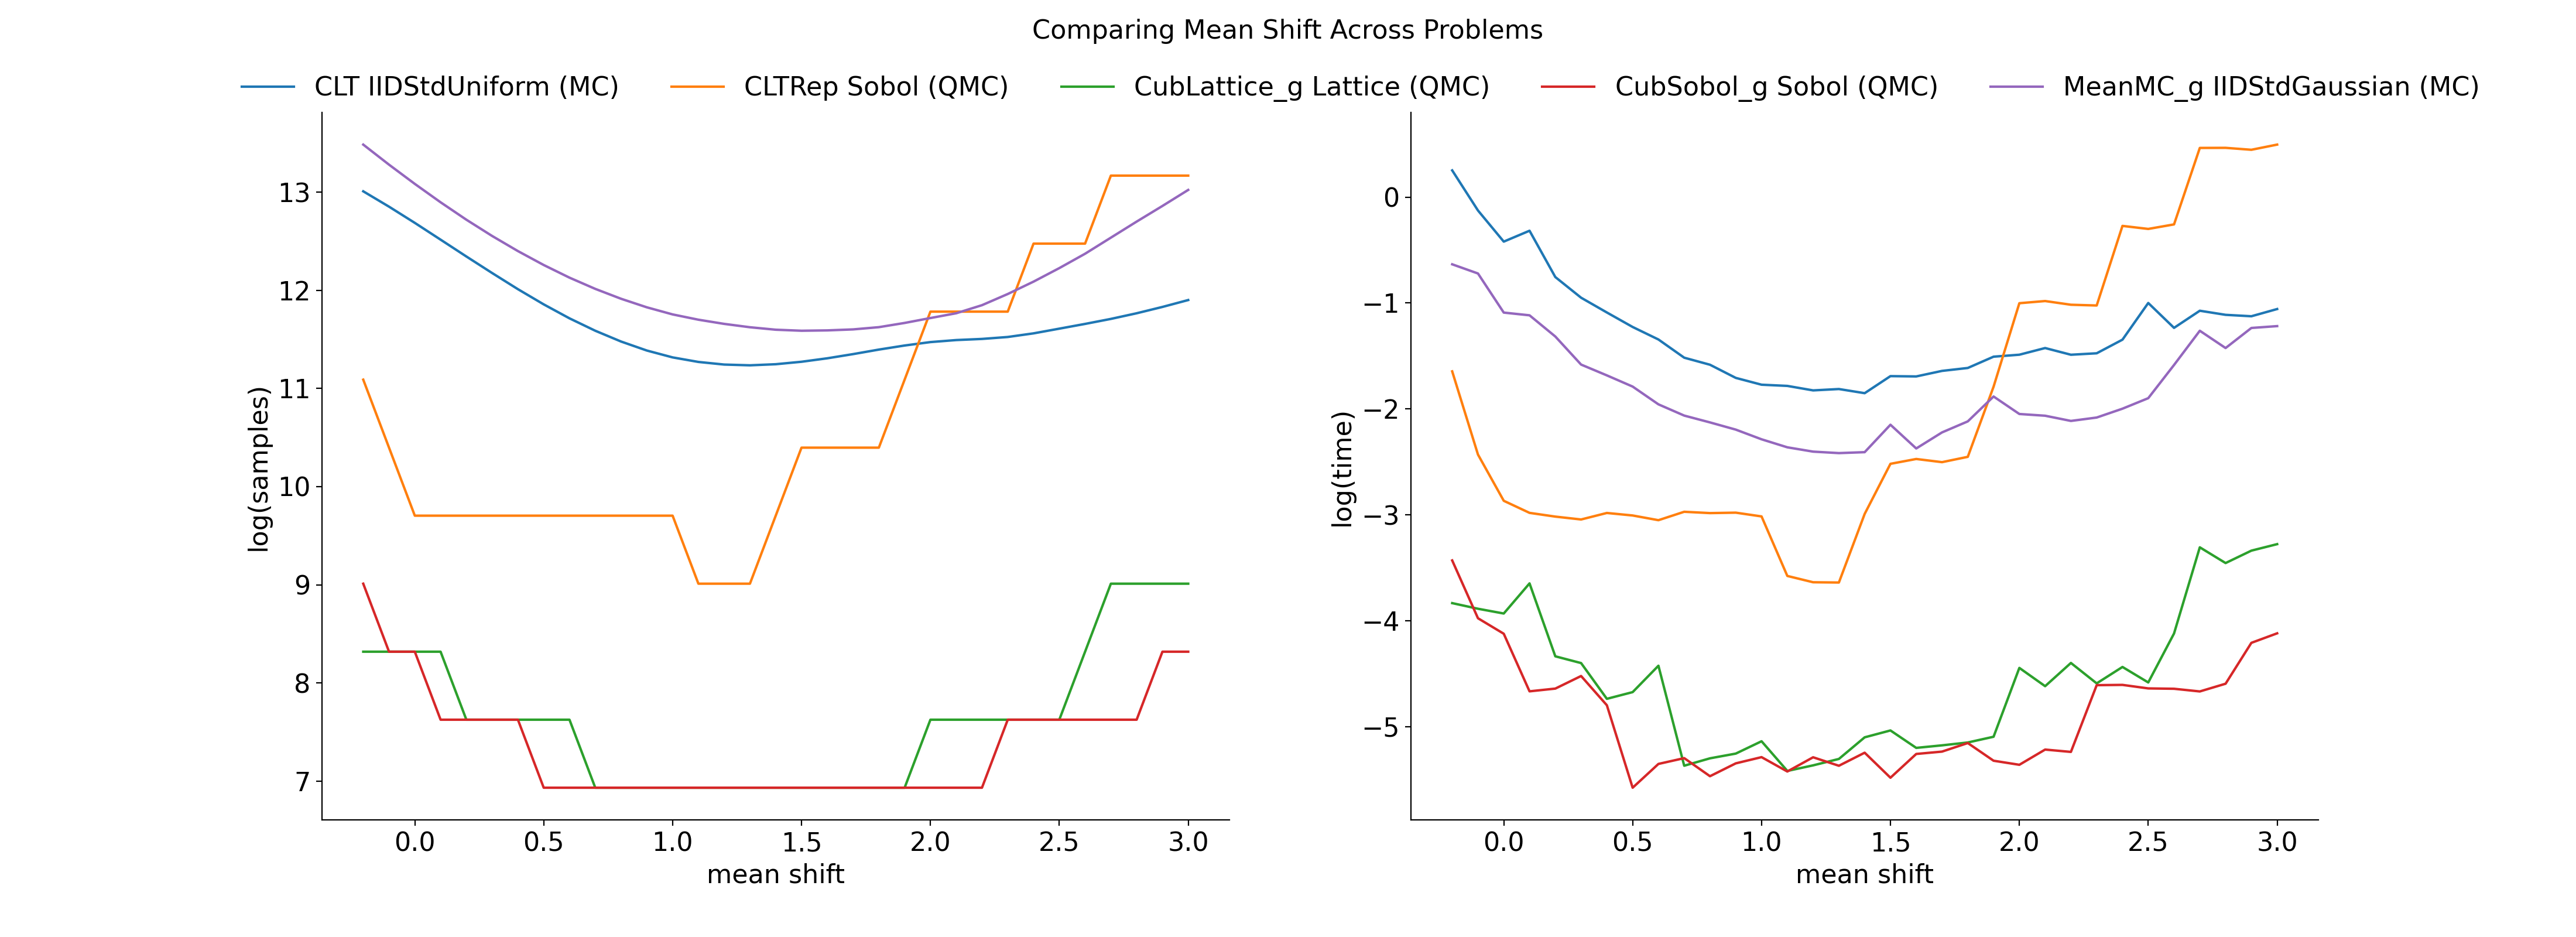 Comparing Mean Shift Across Problems
CLT IIDStdUniform (MC) CLTRep Sobol (QMC) CubLattice_g Lattice (QMC) CubSobol_g Sobol (QMC) MeanMC_g IIDStdGaussian (MC)
log(samples)
13
12
11
10
9
8
7
0.0 0.5 1.0 1.5 2.0 2.5 3.0
mean shift
log(time)
0
−1
−2
−3
−4
−5
0.0 0.5 1.0 1.5 2.0 2.5 3.0
mean shift